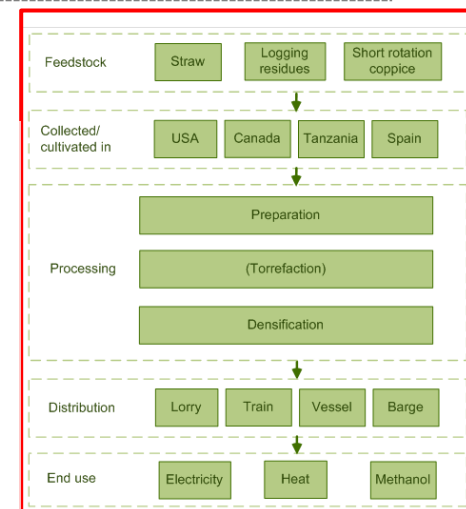 Feedstock
Straw
Logging
residues
Short rotation
coppice
Collected/
cultivated in
USA
Canada
Tanzania
Spain
Processing
Preparation
(Torrefaction)
Densification
Distribution
Lorry
Train
Vessel
Barge
End use
Electricity
Heat
Methanol